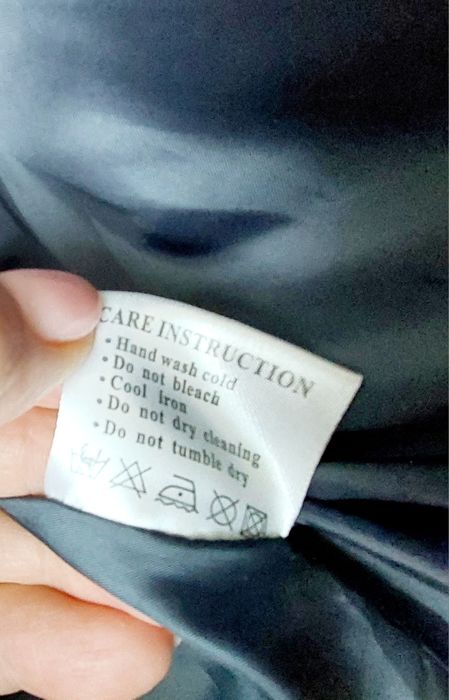 CARE INSTRUCTION
• Hand wash cold
• Do not bleach
• Cool iron
• Do not dry cleaning
• Do not tumble dry